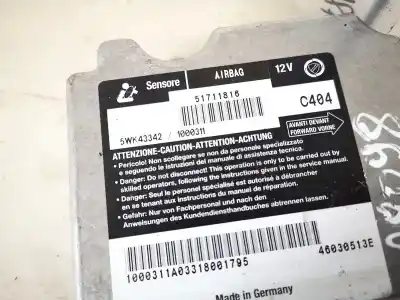 Sensore AIRBAG 12V
51711816
C404
5WK43342 / 1000311
AVANTI DEVANT
FORWARD VORNE
ATTENZIONE-CAUTION-ATTENTION-ACHTUNG
• Pericolo! Non scollegare se non da personale specializzato
e seguendo le istruzioni del manuale di assistenza tecnica.
• Danger: Do not disconnect! This operation is only to be carried out by
skilled operators, following the instructions given in the service manual.
• Danger: Seul le personnel spécialisé est autorisé à débrancher
en se tenant aux instructions du manuel de réparation.
• Gefahr: Nur von Fachpersonal und nach den
Anweisungen des Kundendiensthandbuches abtrennen lassen.
46030513E
1000311A03318001795
Made in Germany